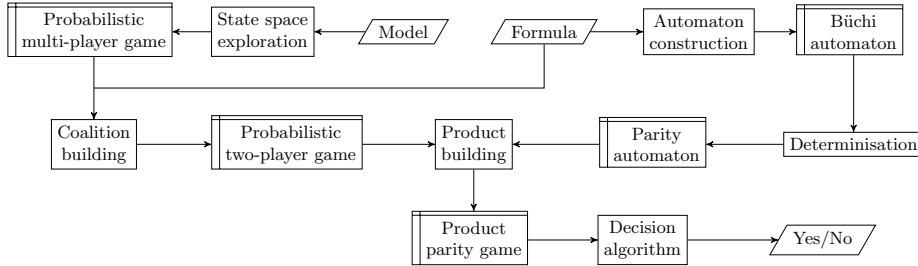 Probabilistic
multi-player game
State space
exploration
Model
Formula
Automaton
construction
Büchi
automaton
Coalition
building
Probabilistic
two-player game
Product
building
Parity
automaton
Determinisation
Product
parity game
Decision
algorithm
Yes/No